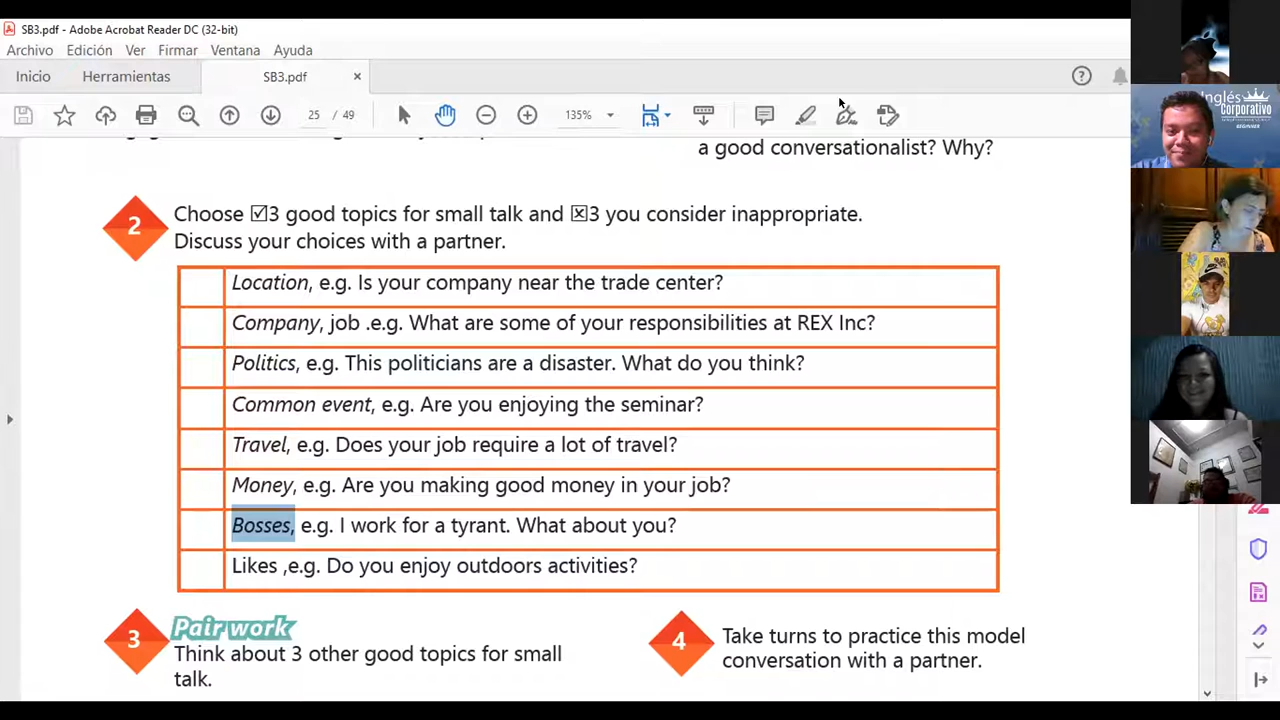 SB3.pdf - Adobe Acrobat Reader DC (32-bit)
Archivo Edición Ver Firmar Ventana Ayuda
Inicio Herramientas SB3.pdf ×
25 / 49 135%
a good conversationalist? Why?
2 Choose ☑3 good topics for small talk and ☒3 you consider inappropriate.
Discuss your choices with a partner.
Location, e.g. Is your company near the trade center?
Company, job .e.g. What are some of your responsibilities at REX Inc?
Politics, e.g. This politicians are a disaster. What do you think?
Common event, e.g. Are you enjoying the seminar?
Travel, e.g. Does your job require a lot of travel?
Money, e.g. Are you making good money in your job?
Bosses, e.g. I work for a tyrant. What about you?
Likes ,e.g. Do you enjoy outdoors activities?
3 Pair work
Think about 3 other good topics for small
talk.
4 Take turns to practice this model
conversation with a partner.
Inglés
Corporativo
BEGINNER